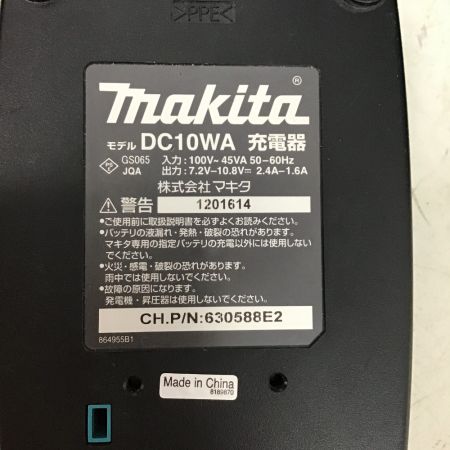 >PPE<
makita®
モデル DC10WA 充電器
PSE GS065 入力:100V~ 45VA 50-60Hz
JQA 出力:7.2V-10.8V⎓ 2.4A-1.6A
株式会社マキタ
⚠警告 1201614
●ご使用前に取扱説明書を必ずよくお読みください。
●バッテリの液漏れ・発熱・破裂の恐れがあります。
マキタ専用の指定バッテリの充電以外には使用しない
でください。
●火災・感電・破裂の恐れがあります。
雨中では使用しないでください。
●故障の原因になります。
発電機・昇圧器は使用しないでください。
CH.P/N:630588E2
864955B1
Made in China
8189870